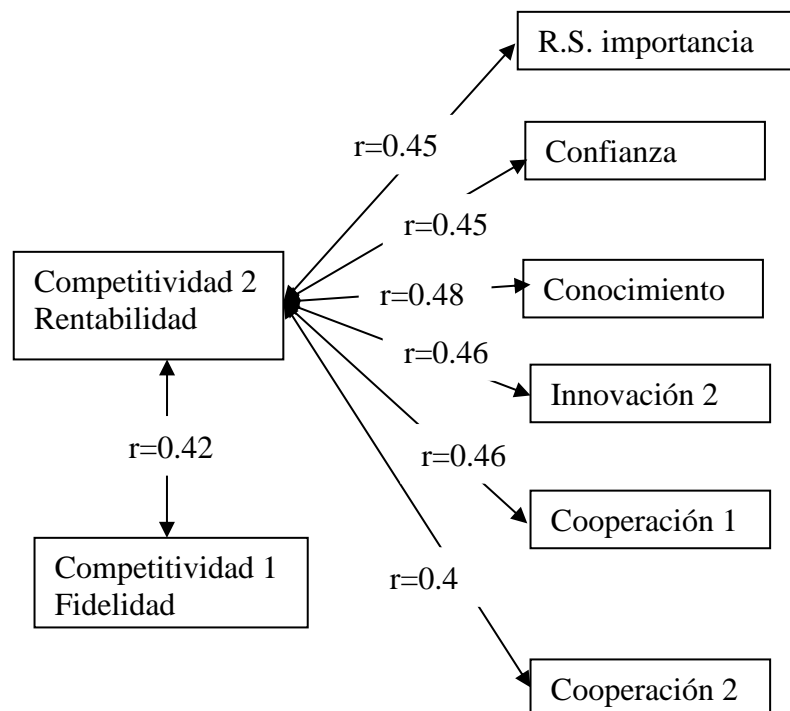 R.S. importancia
r=0.45
Confianza
r=0.45
Competitividad 2
Rentabilidad
r=0.48
Conocimiento
r=0.46
Innovación 2
r=0.42
r=0.46
Cooperación 1
Competitividad 1
Fidelidad
r=0.4
Cooperación 2